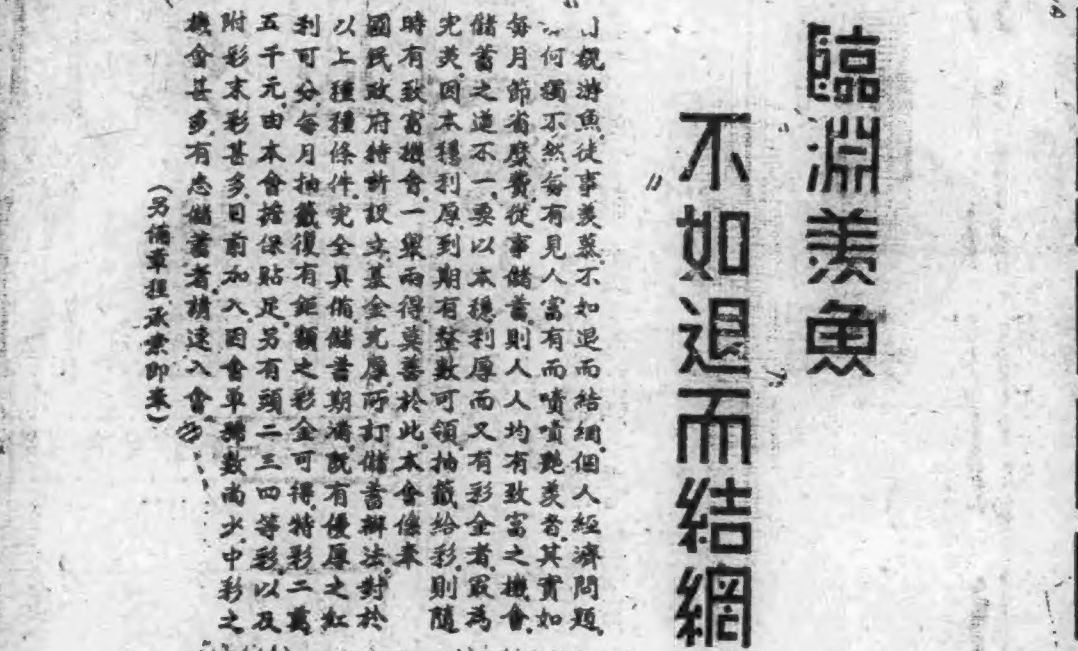 臨淵羨魚
不如退而結網
觀游魚徒事羨慕不如退而結網個人經濟問題
何獨不然每有見人富有而嘖嘖艷羨者其實如
每月節省糜費從事儲蓄則人人均有致富之機會
儲蓄之道不一要以本穩利厚而又有彩金者最為
完美因本穩利厚到期有整數可領抽籤給彩則隨
時有致富機會一舉兩得莫善於此本會係奉
國民政府特許設立基金充厚所訂儲蓄辦法對於
以上種種條件完全具備儲蓄期滿既有優厚之紅
利可分每月抽籤復有鉅額之彩金可得特彩二萬
五千元由本會擔保貼足另有頭二三四等彩以及
附彩末彩甚多目前加入因會單號數尚少中彩之
機會甚多有志儲蓄者請速入會
（另備章程承索即奉）